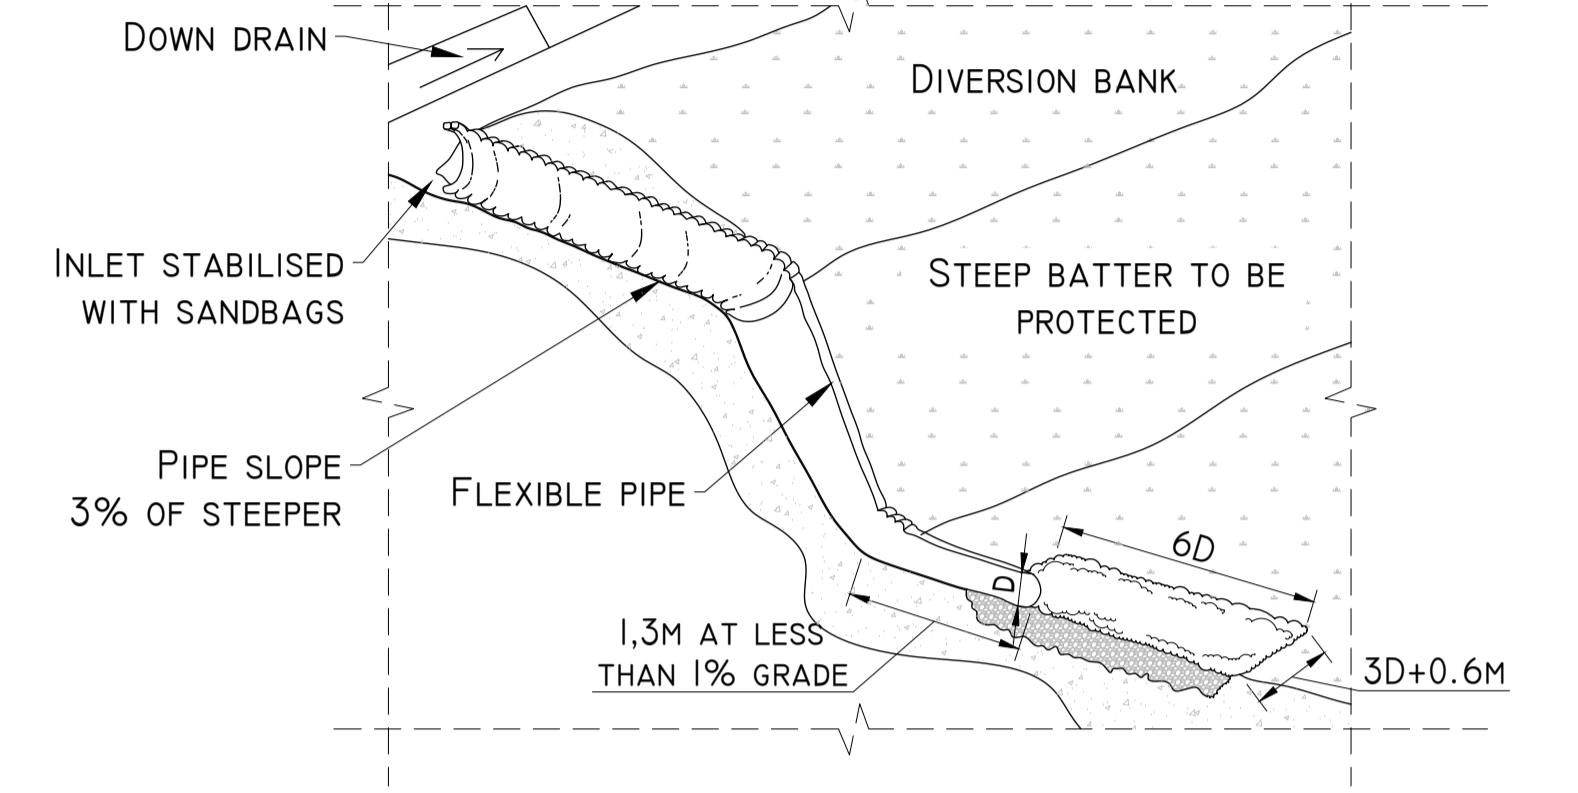 DOWN DRAIN
DIVERSION BANK
INLET STABILISED
WITH SANDBAGS
STEEP BATTER TO BE
PROTECTED
PIPE SLOPE
3% OF STEEPER
FLEXIBLE PIPE
6D
D
1,3M AT LESS
THAN 1% GRADE
3D+0.6M